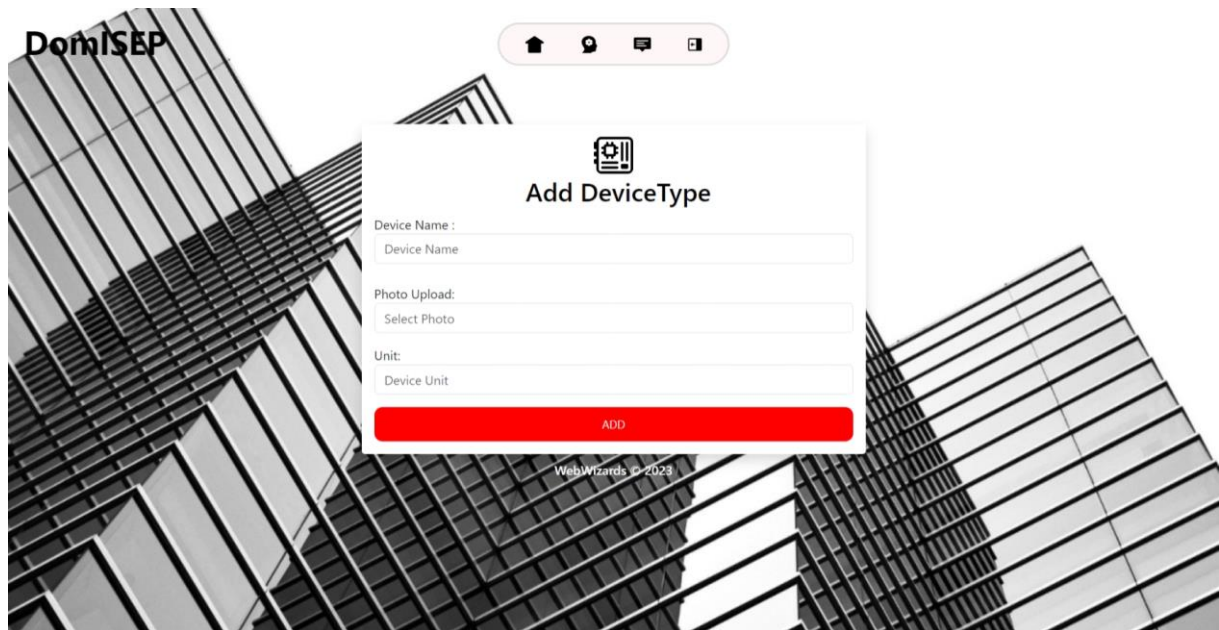 DomISEP
Add DeviceType
Device Name :
Device Name
Photo Upload:
Select Photo
Unit:
Device Unit
ADD
WebWizards © 2023